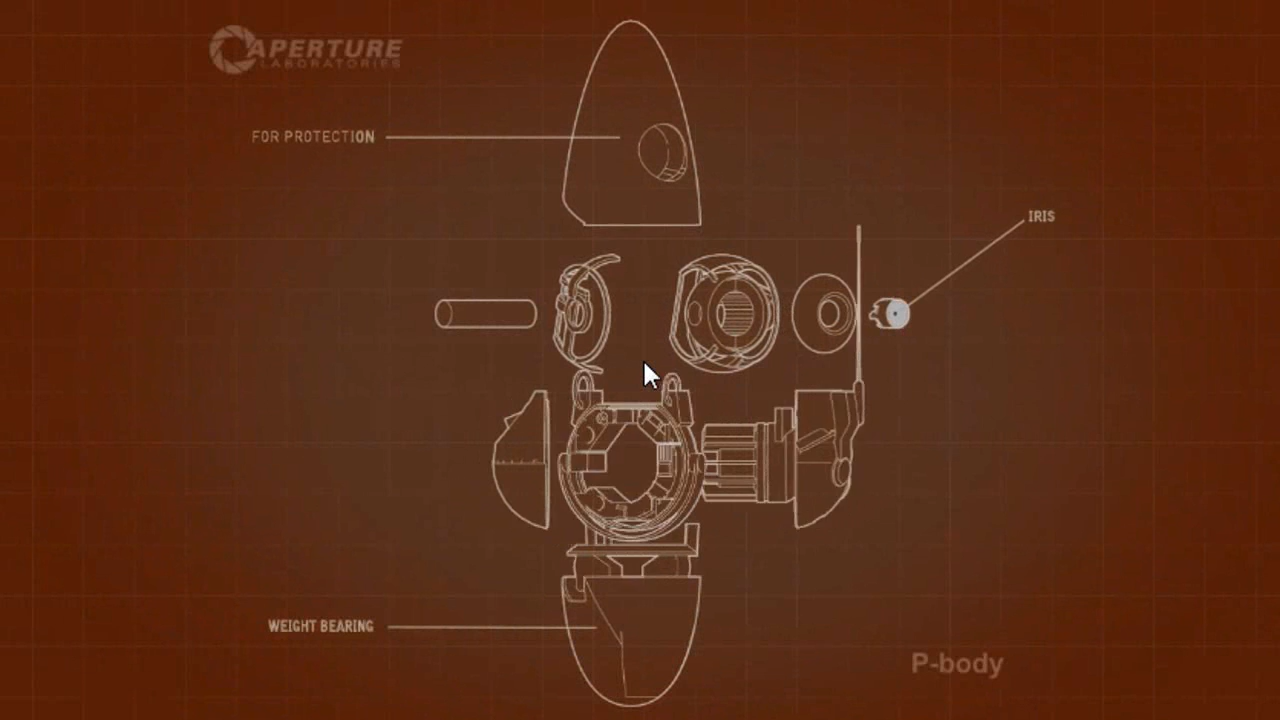 APERTURE
LABORATORIES
FOR PROTECTION
IRIS
WEIGHT BEARING
P-body